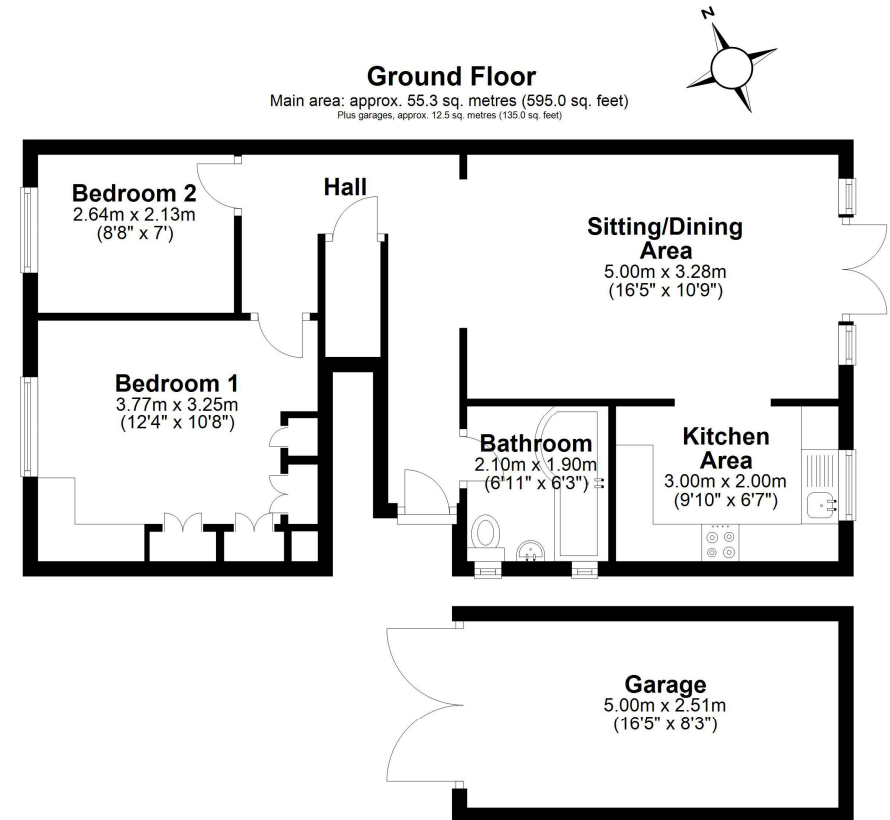 N
Ground Floor
Main area: approx. 55.3 sq. metres (595.0 sq. feet)
Plus garages, approx. 12.5 sq. metres (135.0 sq. feet)
Bedroom 2
2.64m x 2.13m
(8'8" x 7')
Hall
Sitting/Dining
Area
5.00m x 3.28m
(16'5" x 10'9")
Bedroom 1
3.77m x 3.25m
(12'4" x 10'8")
Bathroom
2.10m x 1.90m
(6'11" x 6'3")
Kitchen
Area
3.00m x 2.00m
(9'10" x 6'7")
Garage
5.00m x 2.51m
(16'5" x 8'3")